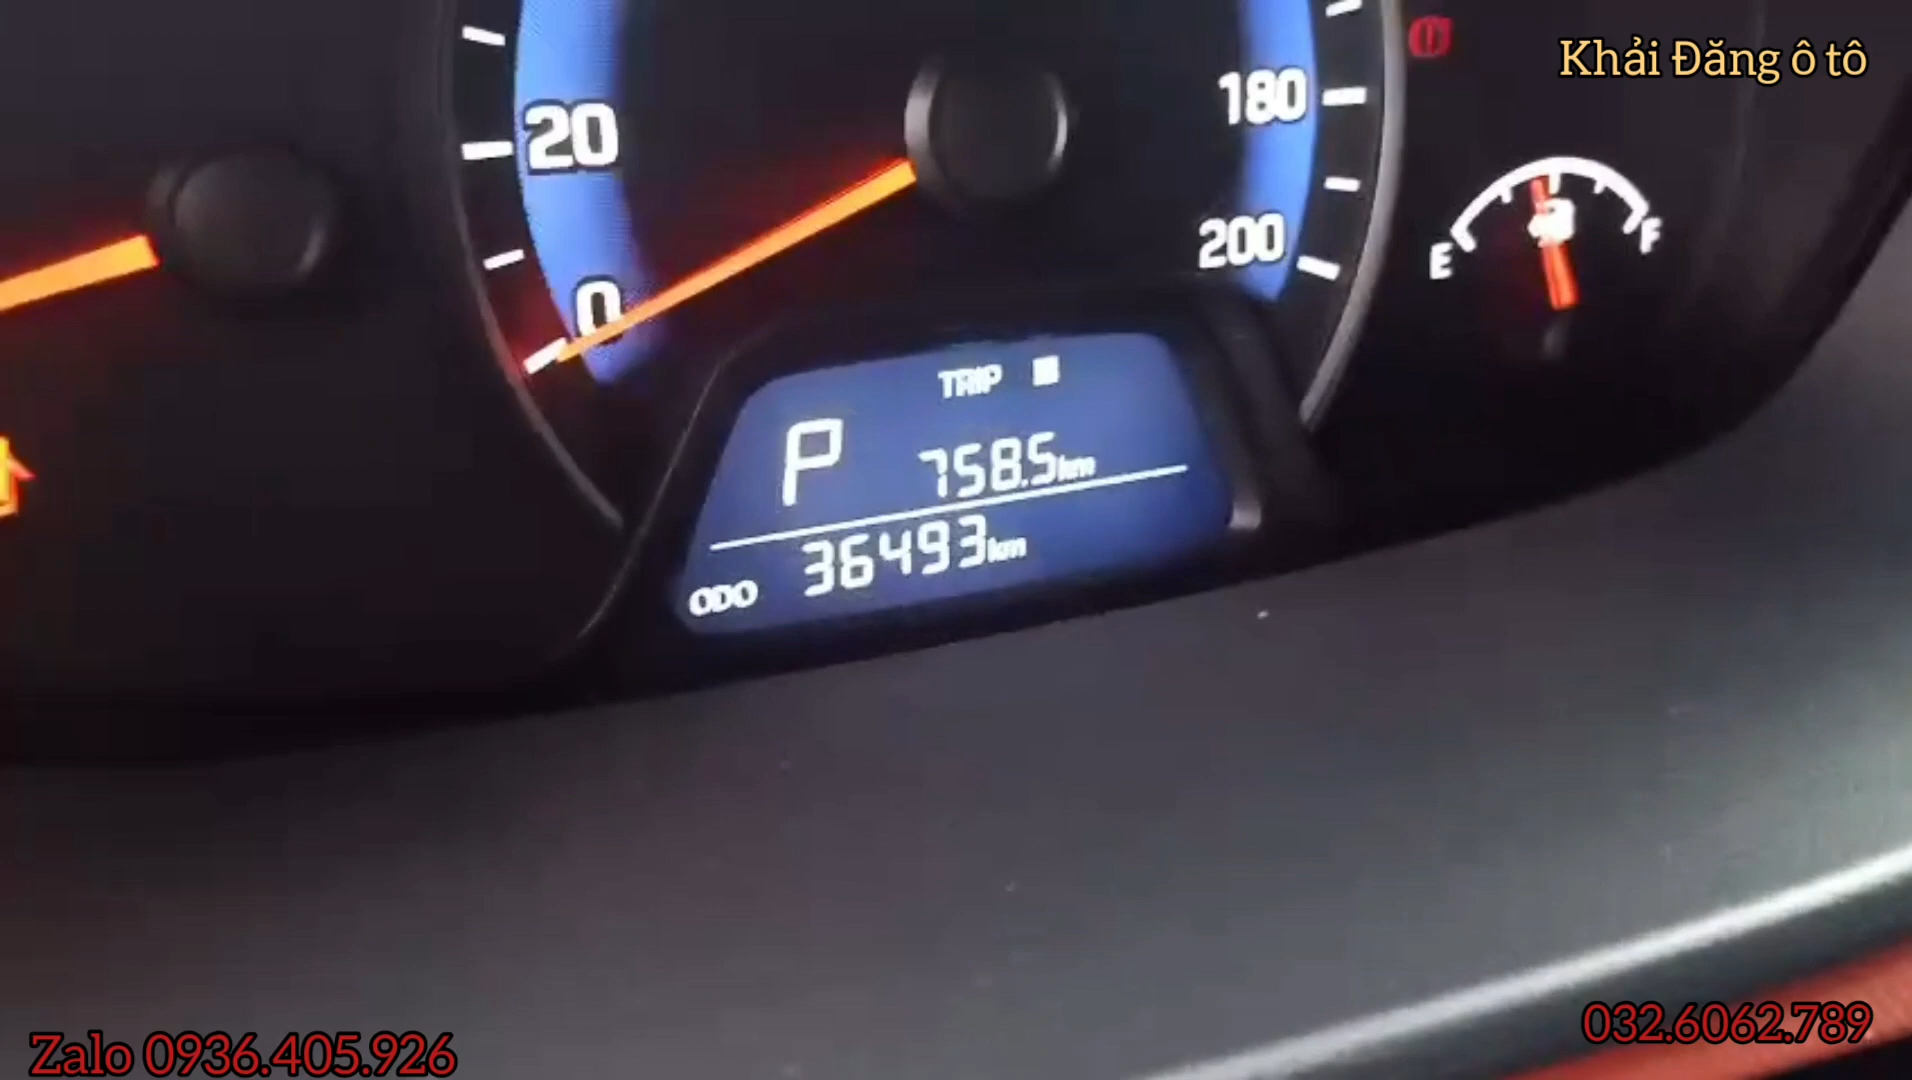 Khải Đăng ô tô
20
0
180
200
E
F
TRIP
P
758.5km
ODO 36493km
Zalo 0936.405.926
032.6062.789